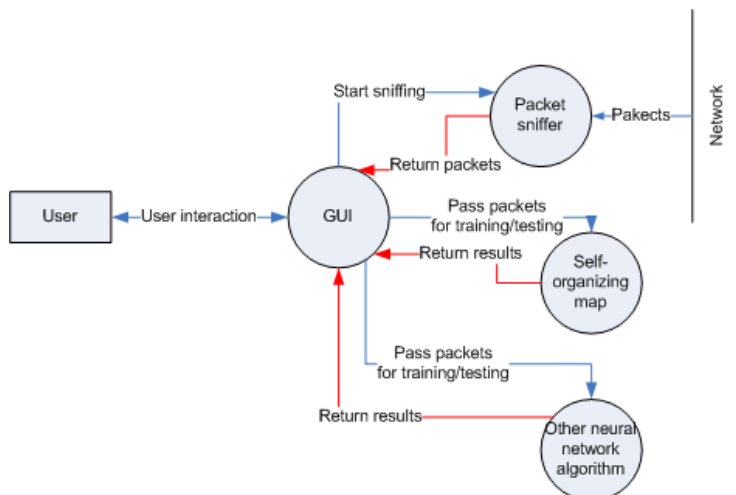 Start sniffing
Packet
sniffer
Pakects
Network
Return packets
User
User interaction
GUI
Pass packets
for training/testing
Return results
Self-
organizing
map
Pass packets
for training/testing
Return results
Other neural
network
algorithm